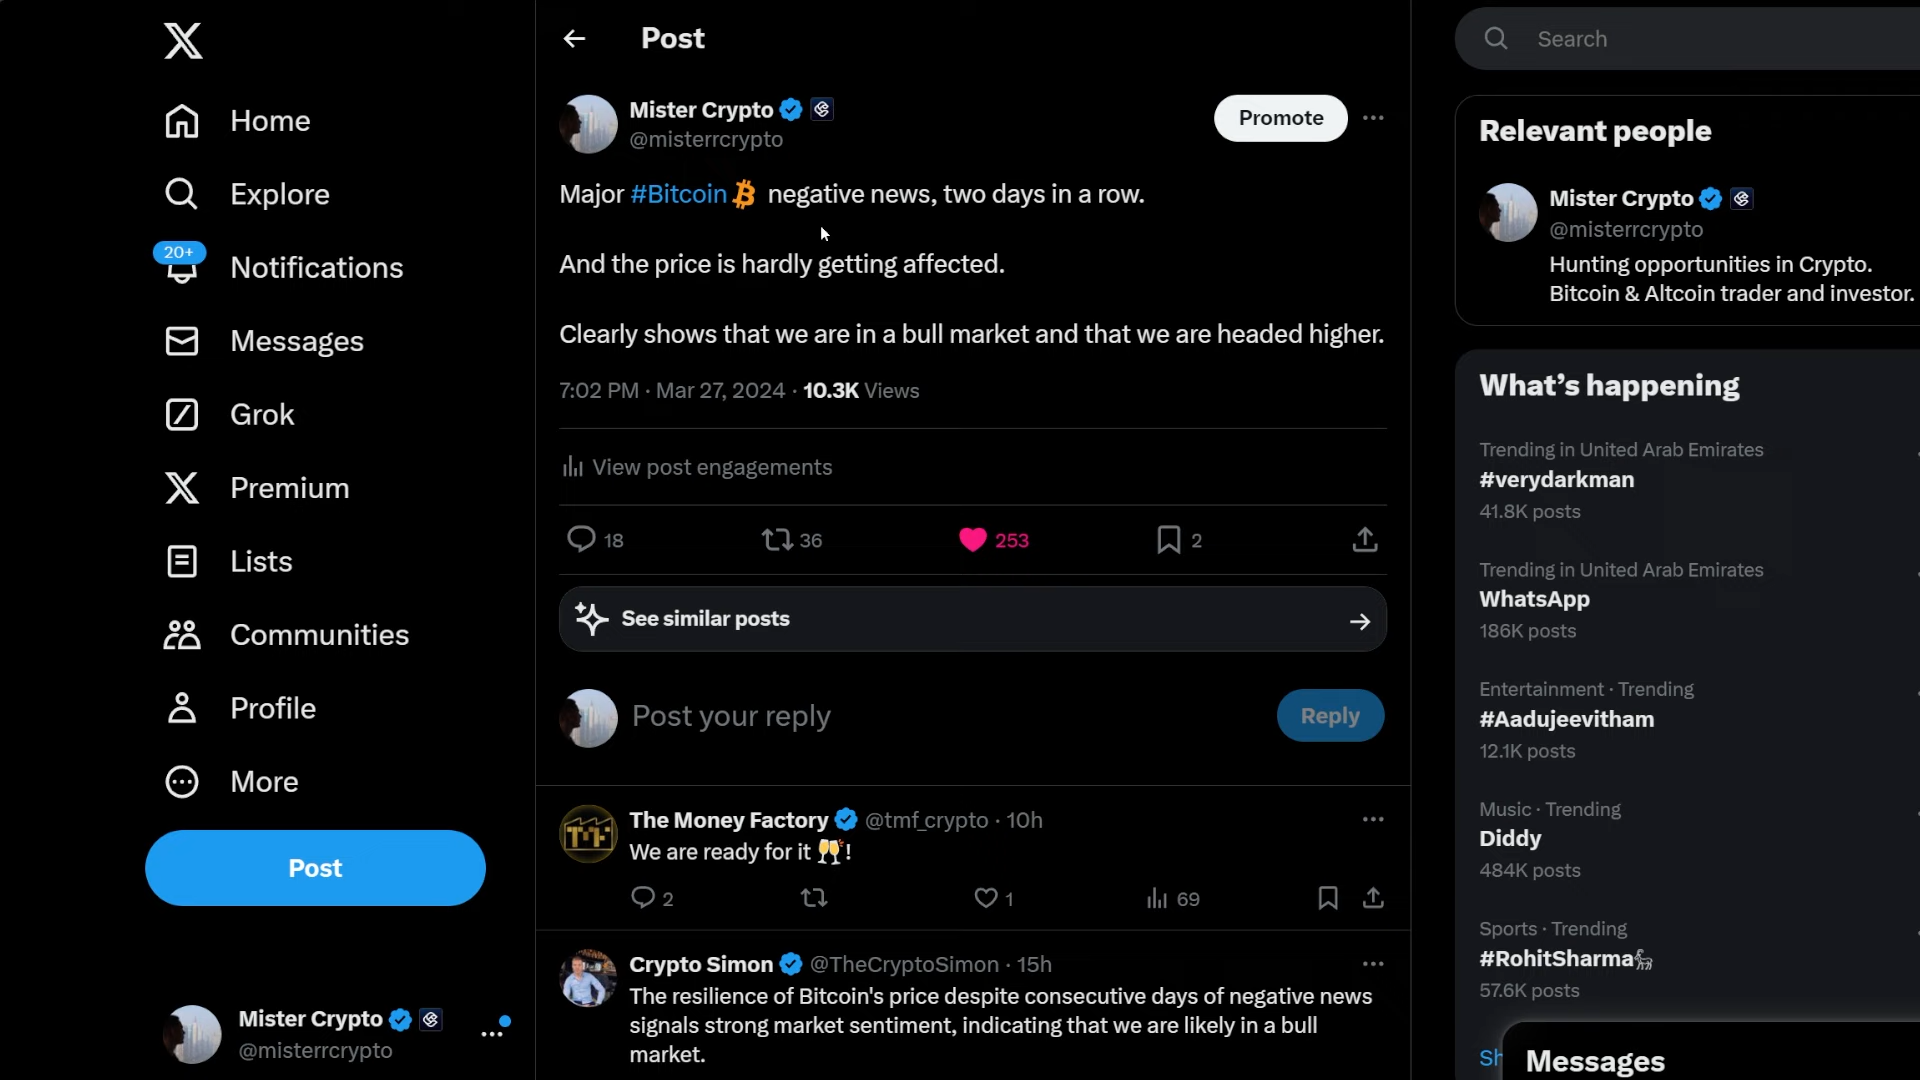 Home
Explore
20+
Notifications
Messages
Grok
Premium
Lists
Communities
Profile
More
Post
Mister Crypto
@misterrcrypto
Post
Mister Crypto
@misterrcrypto
Promote
Major #Bitcoin negative news, two days in a row.
And the price is hardly getting affected.
Clearly shows that we are in a bull market and that we are headed higher.
7:02 PM · Mar 27, 2024 · 10.3K Views
View post engagements
18 36 253 2
See similar posts
Post your reply
Reply
The Money Factory @tmf_crypto · 10h
We are ready for it 🥂!
2 1 69
Crypto Simon @TheCryptoSimon · 15h
The resilience of Bitcoin's price despite consecutive days of negative news
signals strong market sentiment, indicating that we are likely in a bull
market.
Search
Relevant people
Mister Crypto
@misterrcrypto
Hunting opportunities in Crypto.
Bitcoin & Altcoin trader and investor.
What's happening
Trending in United Arab Emirates
#verydarkman
41.8K posts
Trending in United Arab Emirates
WhatsApp
186K posts
Entertainment · Trending
#Aadujeevitham
12.1K posts
Music · Trending
Diddy
484K posts
Sports · Trending
#RohitSharma
57.6K posts
Messages